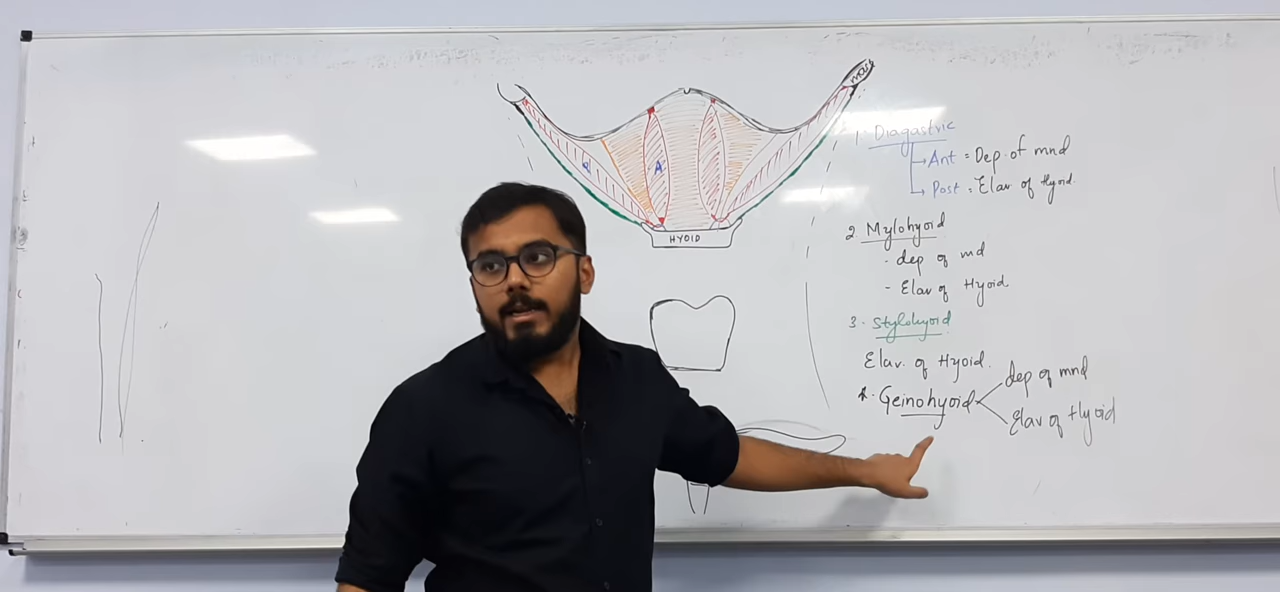 Mas
A
HYOID
1. Diagastric
Ant = Dep. of mnd
Post = Elav of Hyoid.
2. Mylohyoid
- dep of md
- Elav of Hyoid
3. Stylohyoid
Elav. of Hyoid.
4. Geinohyoid
dep of mnd
Elav of Hyoid